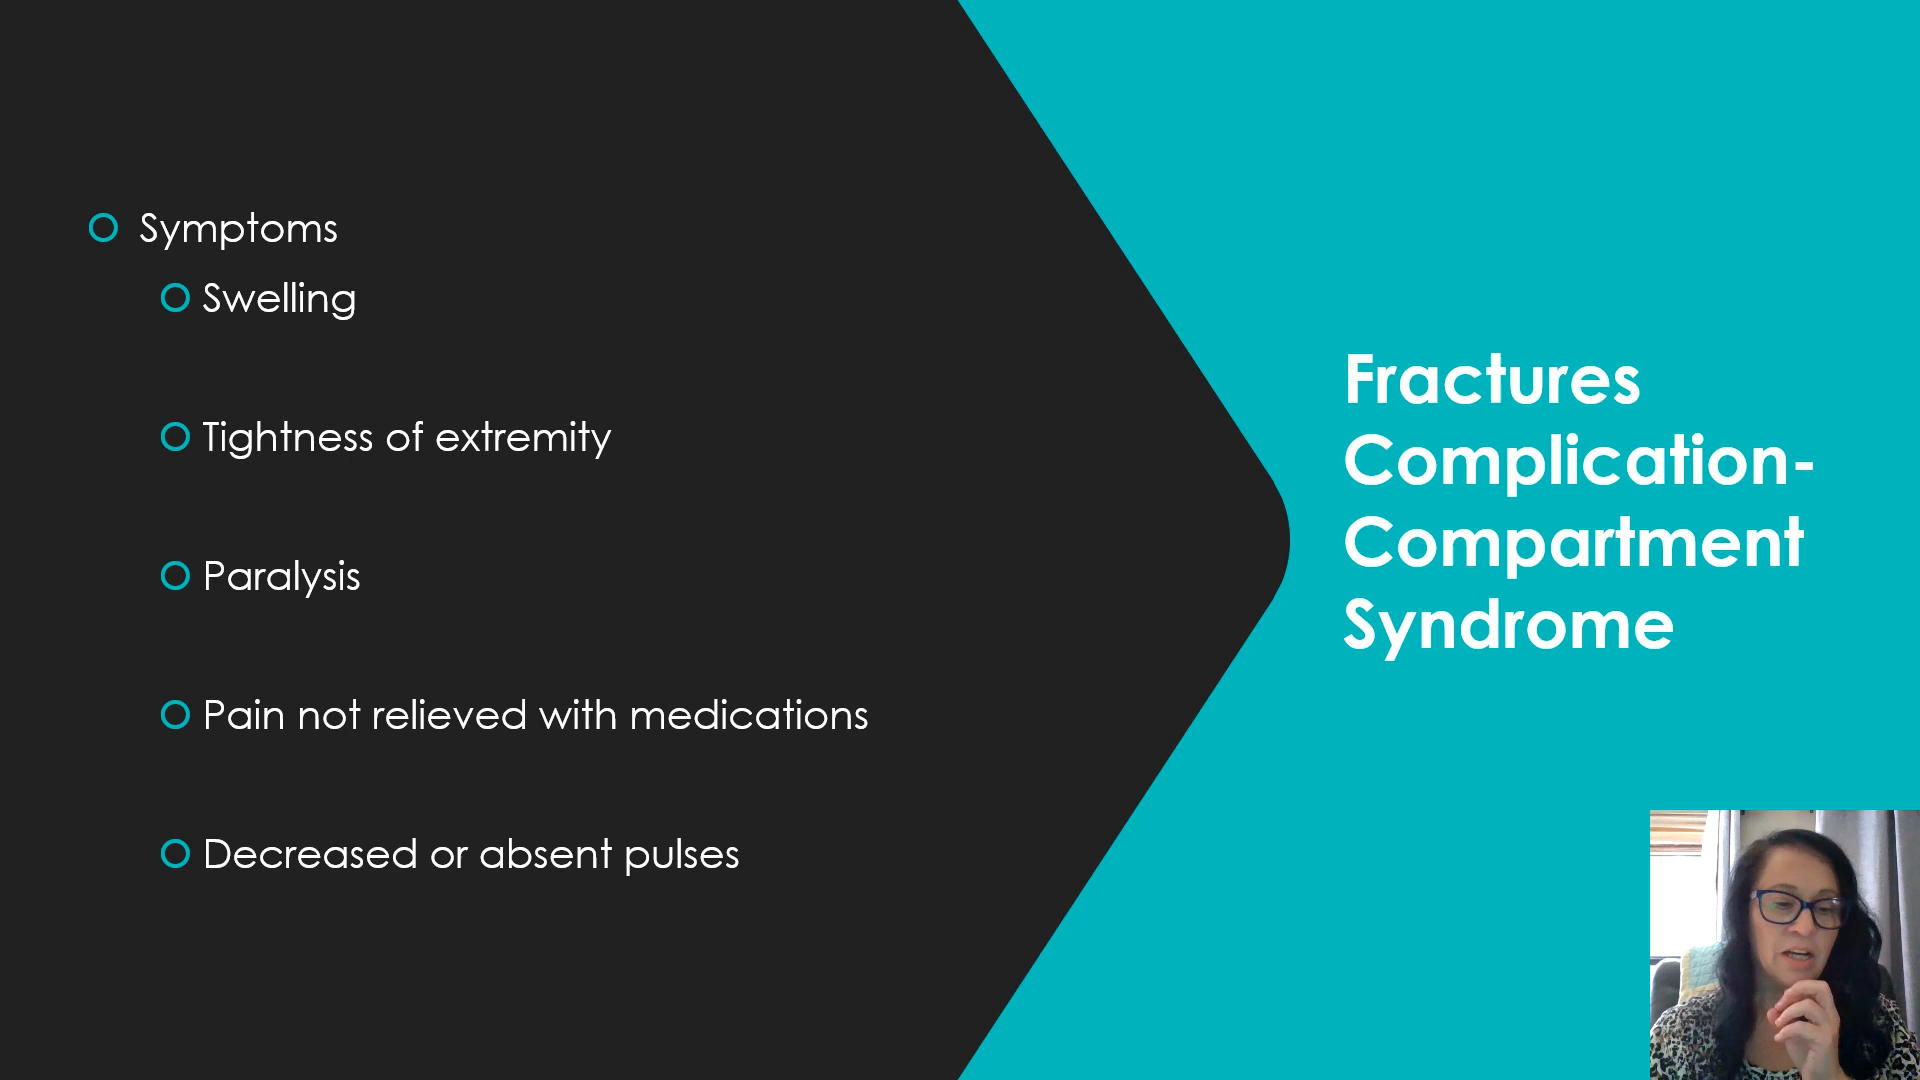 Symptoms
Swelling
Tightness of extremity
Paralysis
Pain not relieved with medications
Decreased or absent pulses
Fractures
Complication-
Compartment
Syndrome